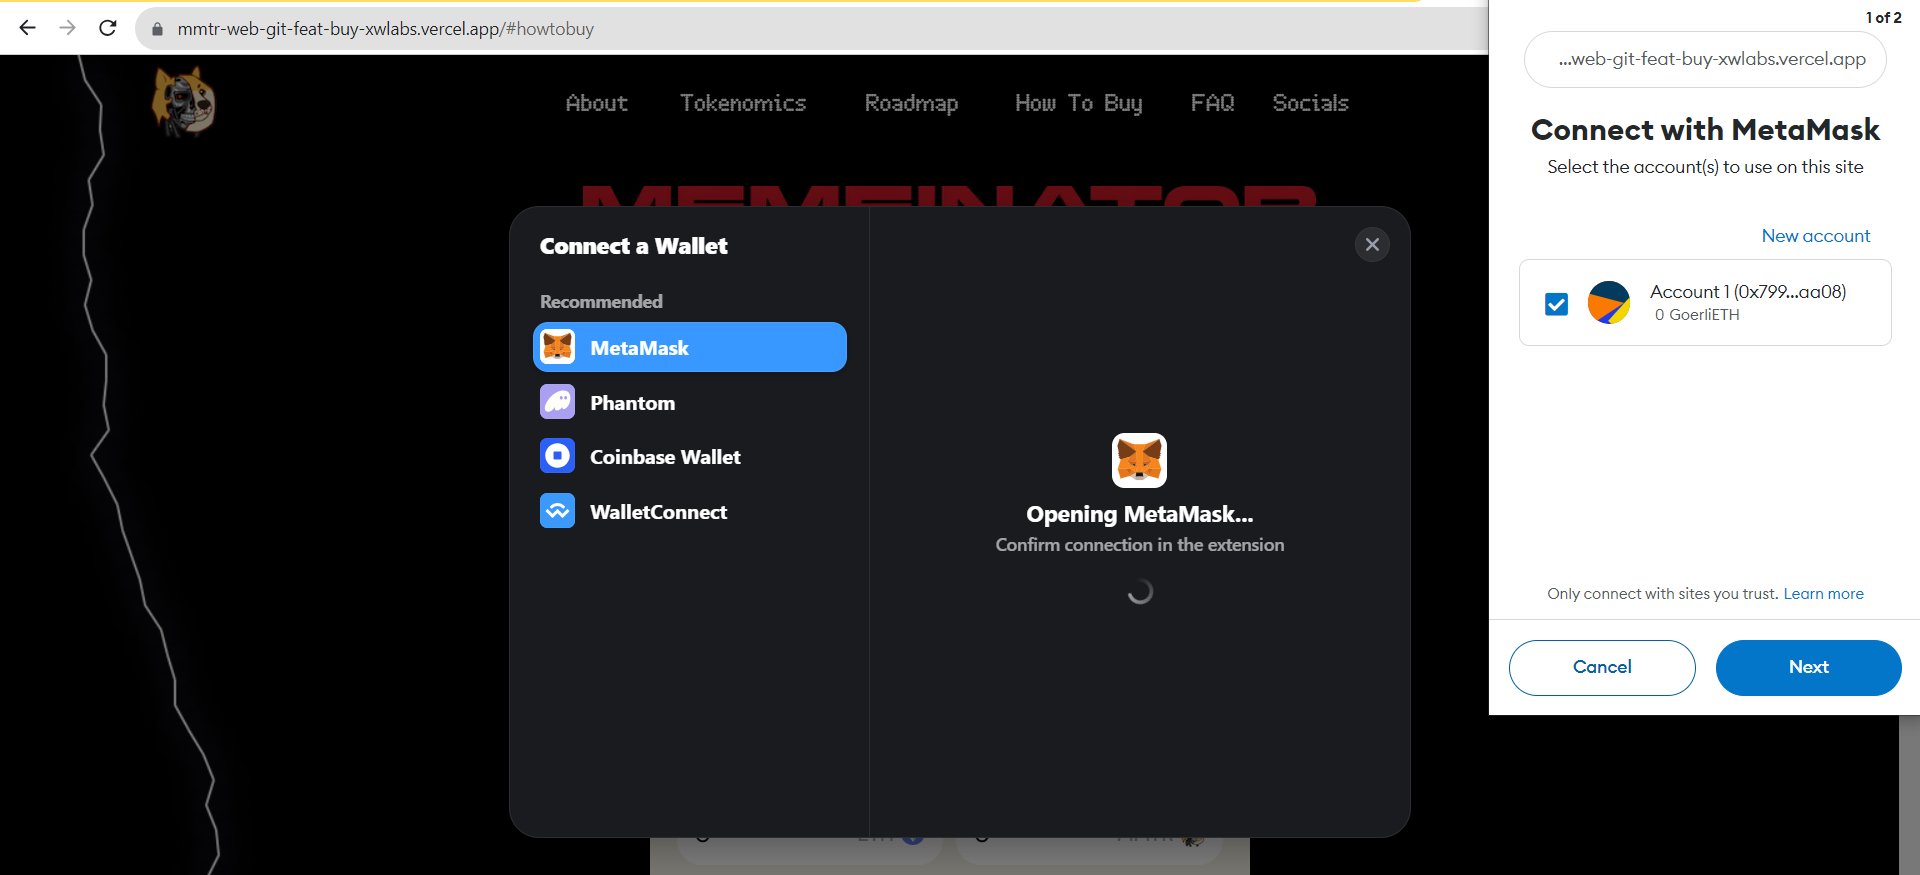 mmtr-web-git-feat-buy-xwlabs.vercel.app/#howtobuy
About Tokenomics Roadmap How To Buy FAQ Socials
MEMEINATOR
Connect a Wallet
Recommended
MetaMask
Phantom
Coinbase Wallet
WalletConnect
Opening MetaMask...
Confirm connection in the extension
1 of 2
...web-git-feat-buy-xwlabs.vercel.app
Connect with MetaMask
Select the account(s) to use on this site
New account
Account 1 (0x799...aa08)
0 GoerliETH
Only connect with sites you trust. Learn more
Cancel
Next